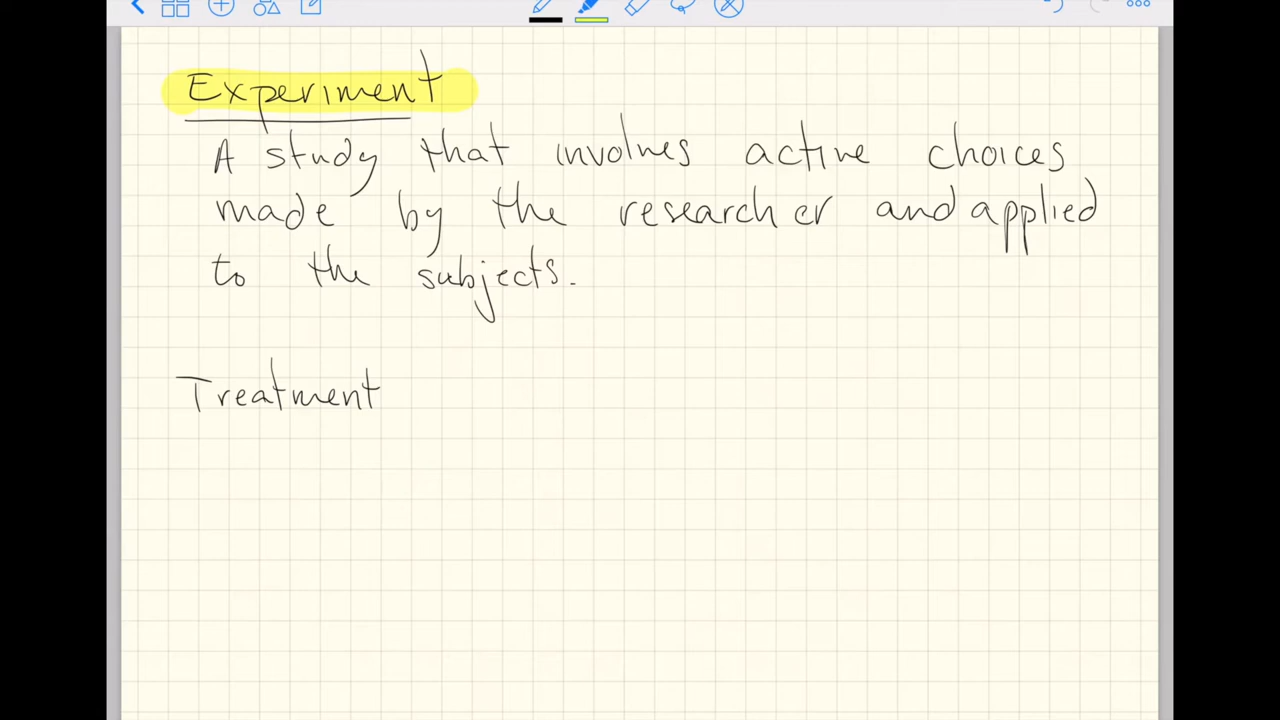 Experiment
A study that involves active choices
made by the researcher and applied
to the subjects.
Treatment